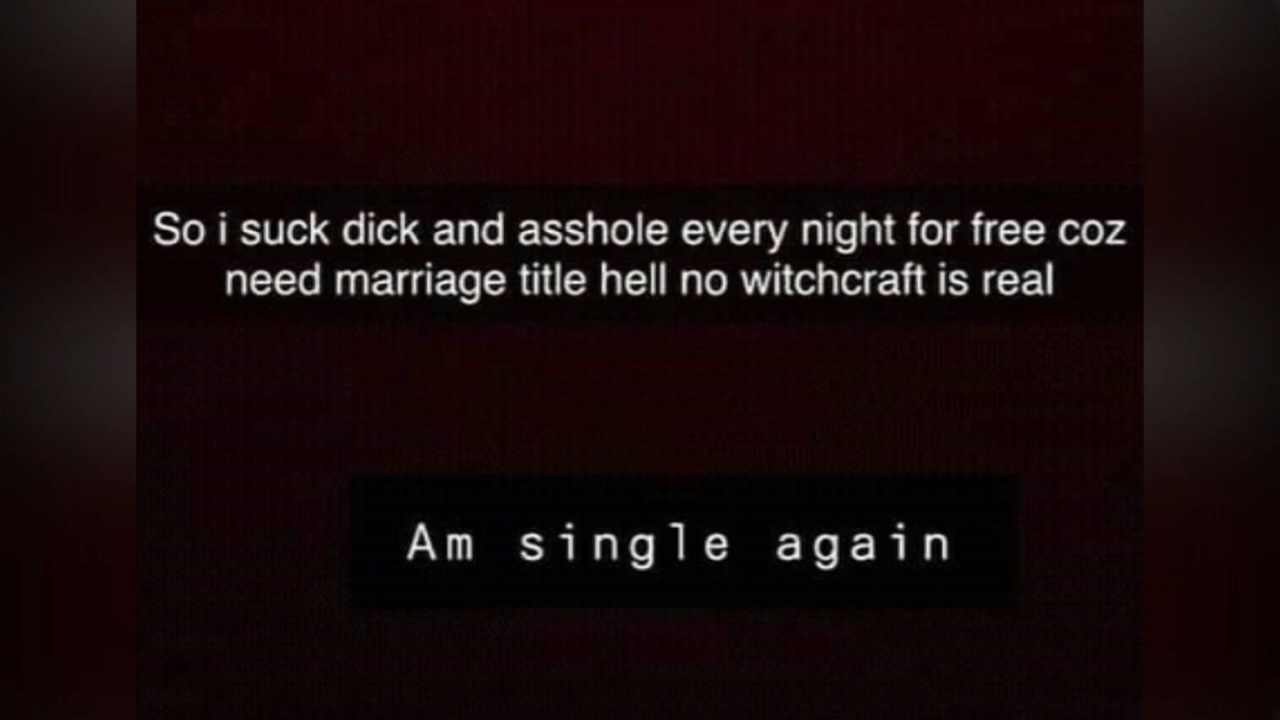 So i suck dick and asshole every night for free coz
need marriage title hell no witchcraft is real
Am single again